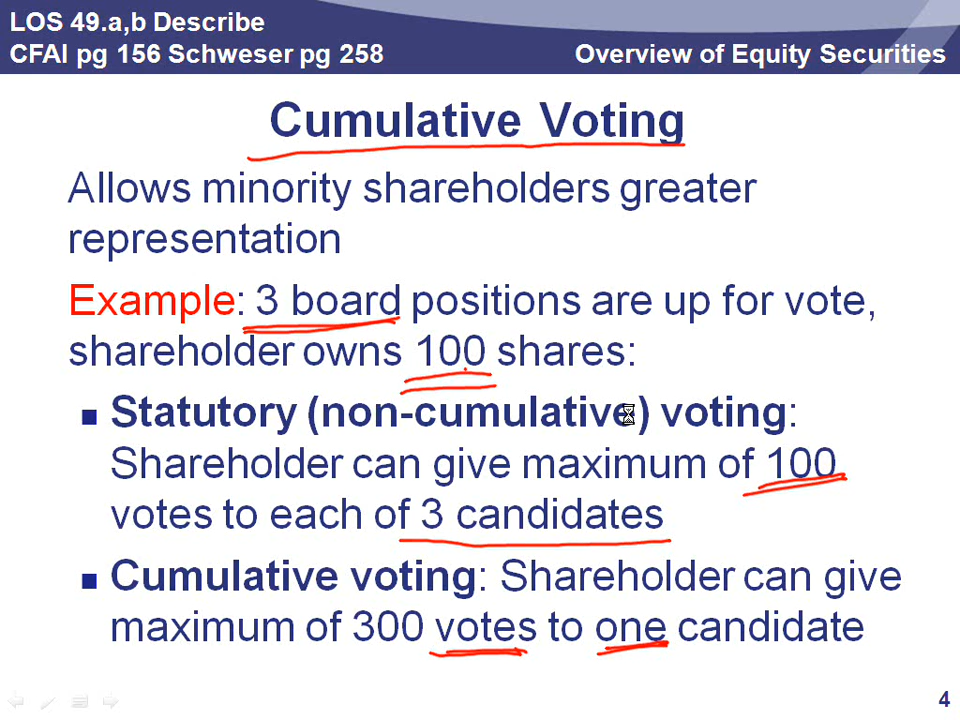 LOS 49.a,b Describe
CFAI pg 156 Schweser pg 258 Overview of Equity Securities
Cumulative Voting
Allows minority shareholders greater
representation
Example: 3 board positions are up for vote,
shareholder owns 100 shares:
Statutory (non-cumulative) voting:
Shareholder can give maximum of 100
votes to each of 3 candidates
Cumulative voting: Shareholder can give
maximum of 300 votes to one candidate
4